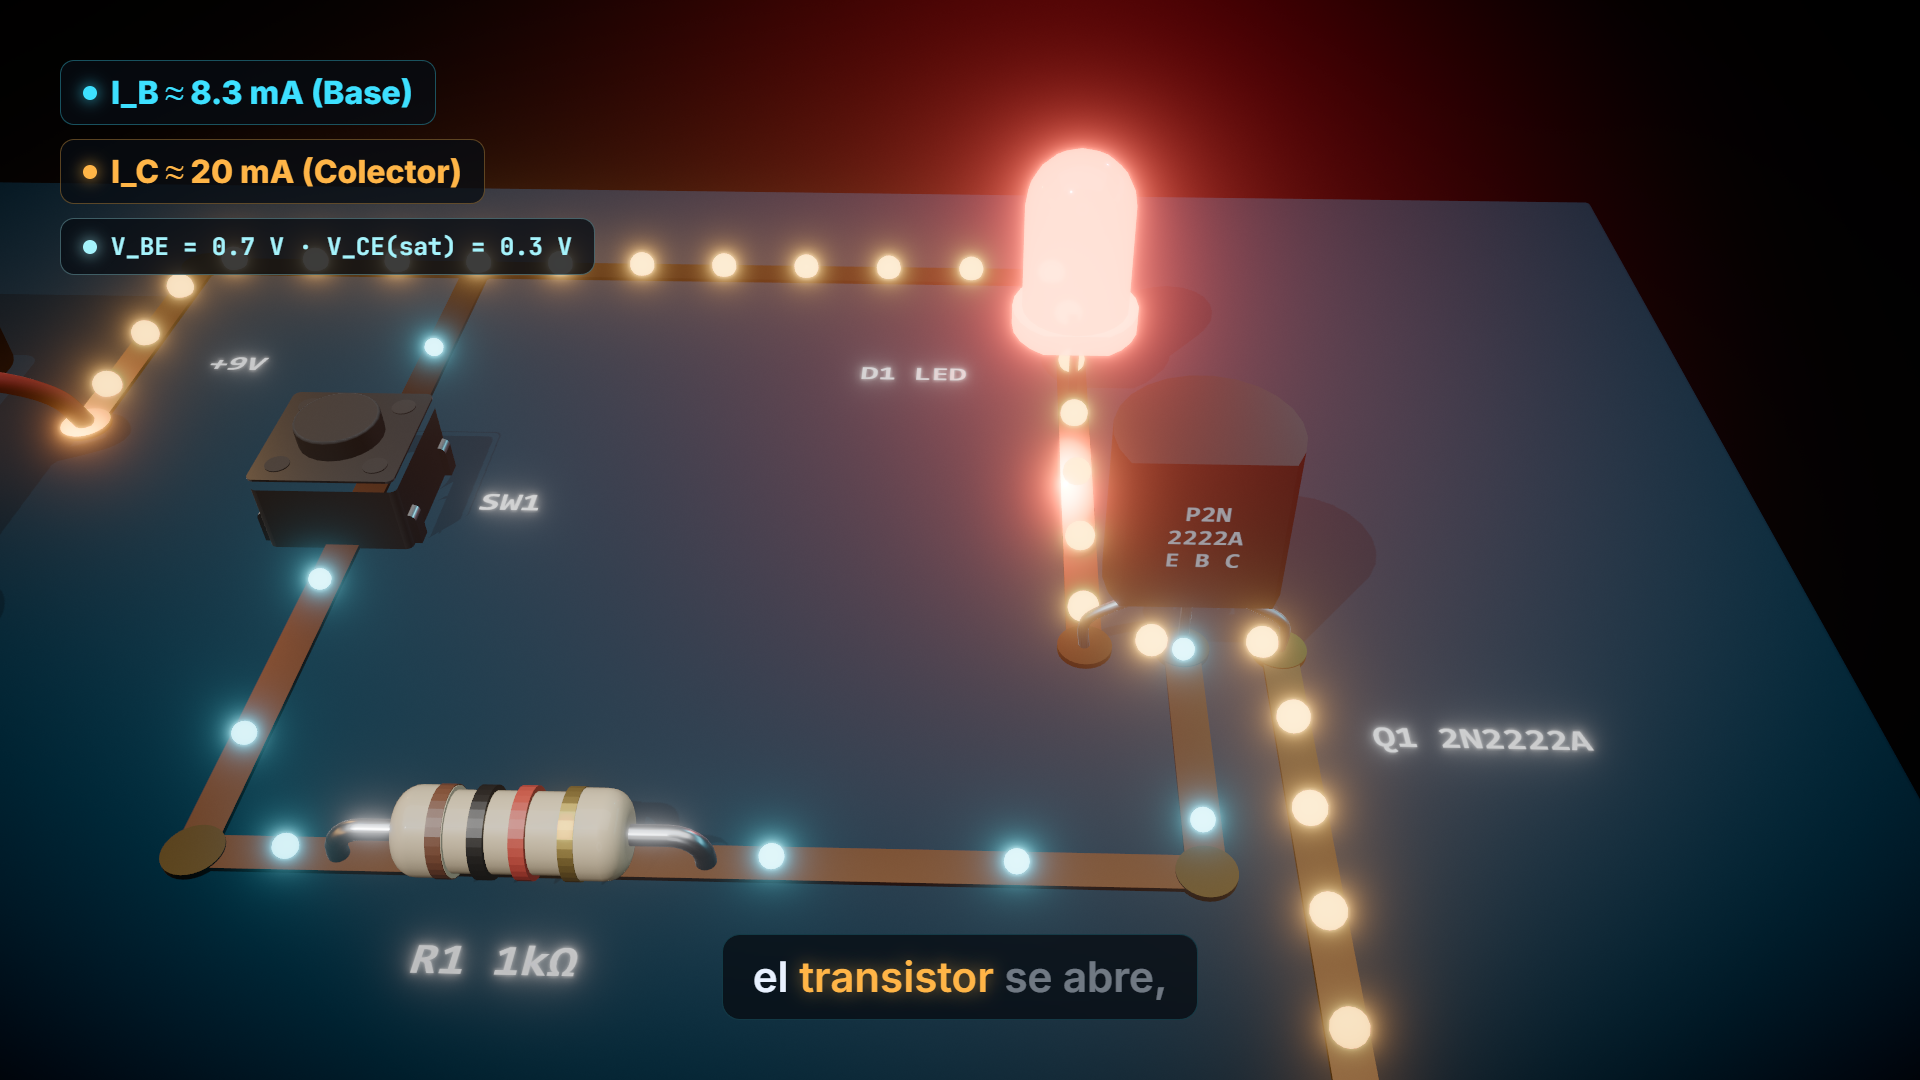 I_B ≈ 8.3 mA (Base)
I_C ≈ 20 mA (Colector)
V_BE = 0.7 V · V_CE(sat) = 0.3 V
+9V
D1 LED
SW1
P2N
2222A
E B C
Q1 2N2222A
R1 1kΩ
el transistor se abre,